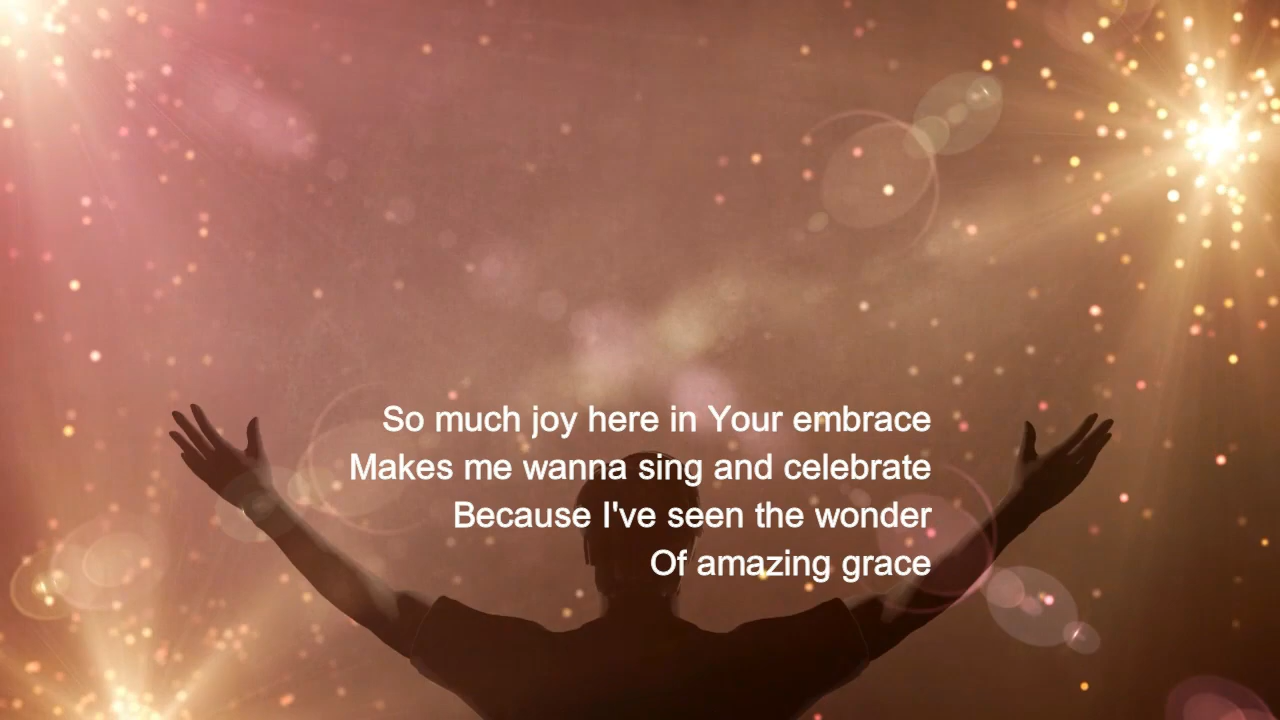 So much joy here in Your embrace
Makes me wanna sing and celebrate
Because I've seen the wonder
Of amazing grace